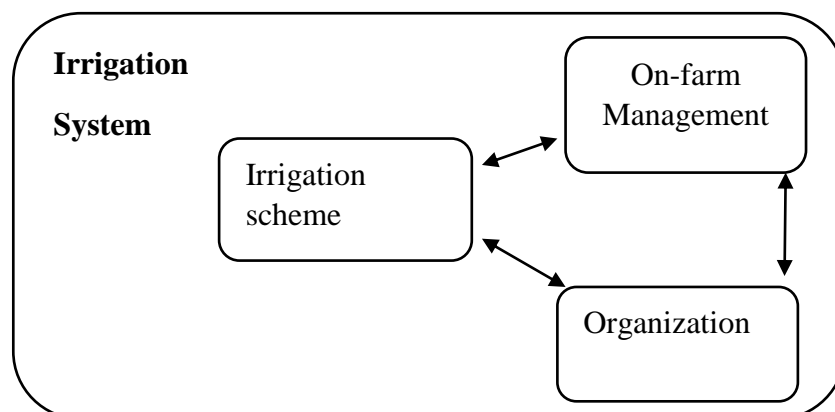 Irrigation
System
On-farm
Management
Irrigation
scheme
Organization